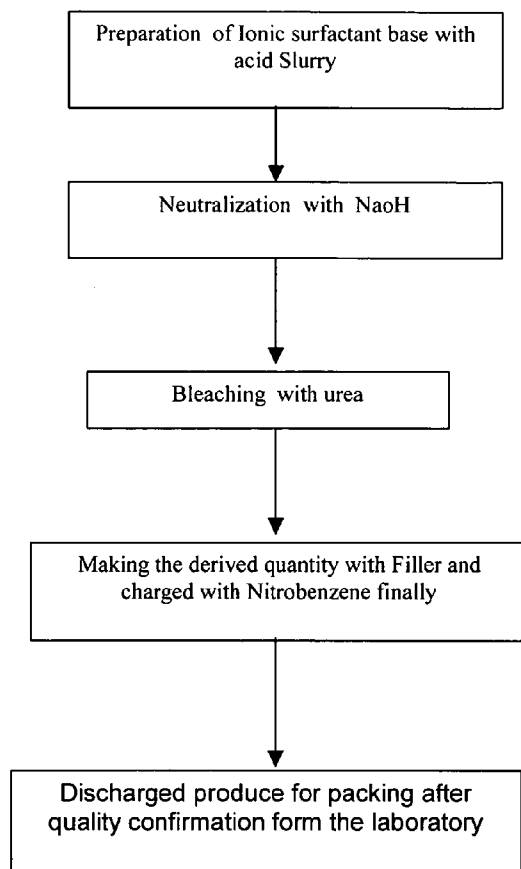 Preparation of Ionic surfactant base with
acid Slurry
Neutralization with NaoH
Bleaching with urea
Making the derived quantity with Filler and
charged with Nitrobenzene finally
Discharged produce for packing after
quality confirmation form the laboratory